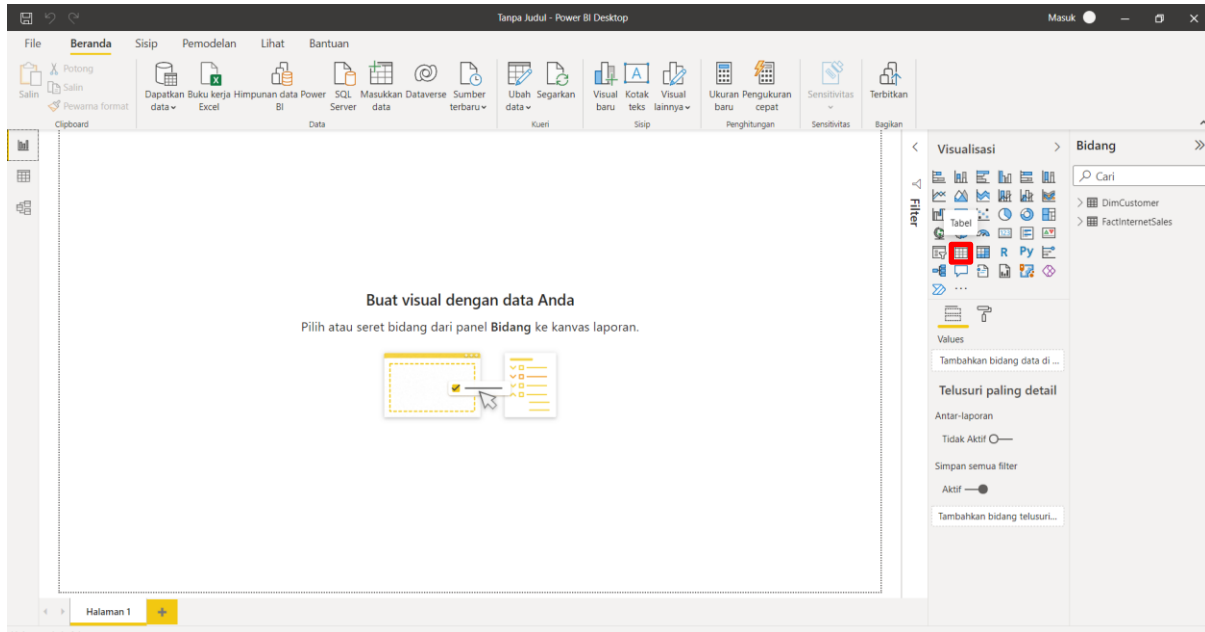 Tanpa Judul - Power BI Desktop
Masuk
File Beranda Sisip Pemodelan Lihat Bantuan
Salin
Potong
Salin
Pewarna format
Clipboard
Dapatkan data
Buku kerja Excel
Himpunan data Power BI
SQL Server
Masukkan data
Dataverse
Sumber terbaru
Data
Ubah data
Segarkan
Kueri
Visual baru
Kotak teks
Visual lainnya
Sisip
Ukuran baru
Pengukuran cepat
Penghitungan
Sensitivitas
Sensitivitas
Terbitkan
Bagikan
Buat visual dengan data Anda
Pilih atau seret bidang dari panel Bidang ke kanvas laporan.
Filter
Visualisasi
Tabel
R Py
Values
Tambahkan bidang data di ...
Telusuri paling detail
Antar-laporan
Tidak Aktif
Simpan semua filter
Aktif
Tambahkan bidang telusuri...
Bidang
Cari
DimCustomer
FactInternetSales
Halaman 1